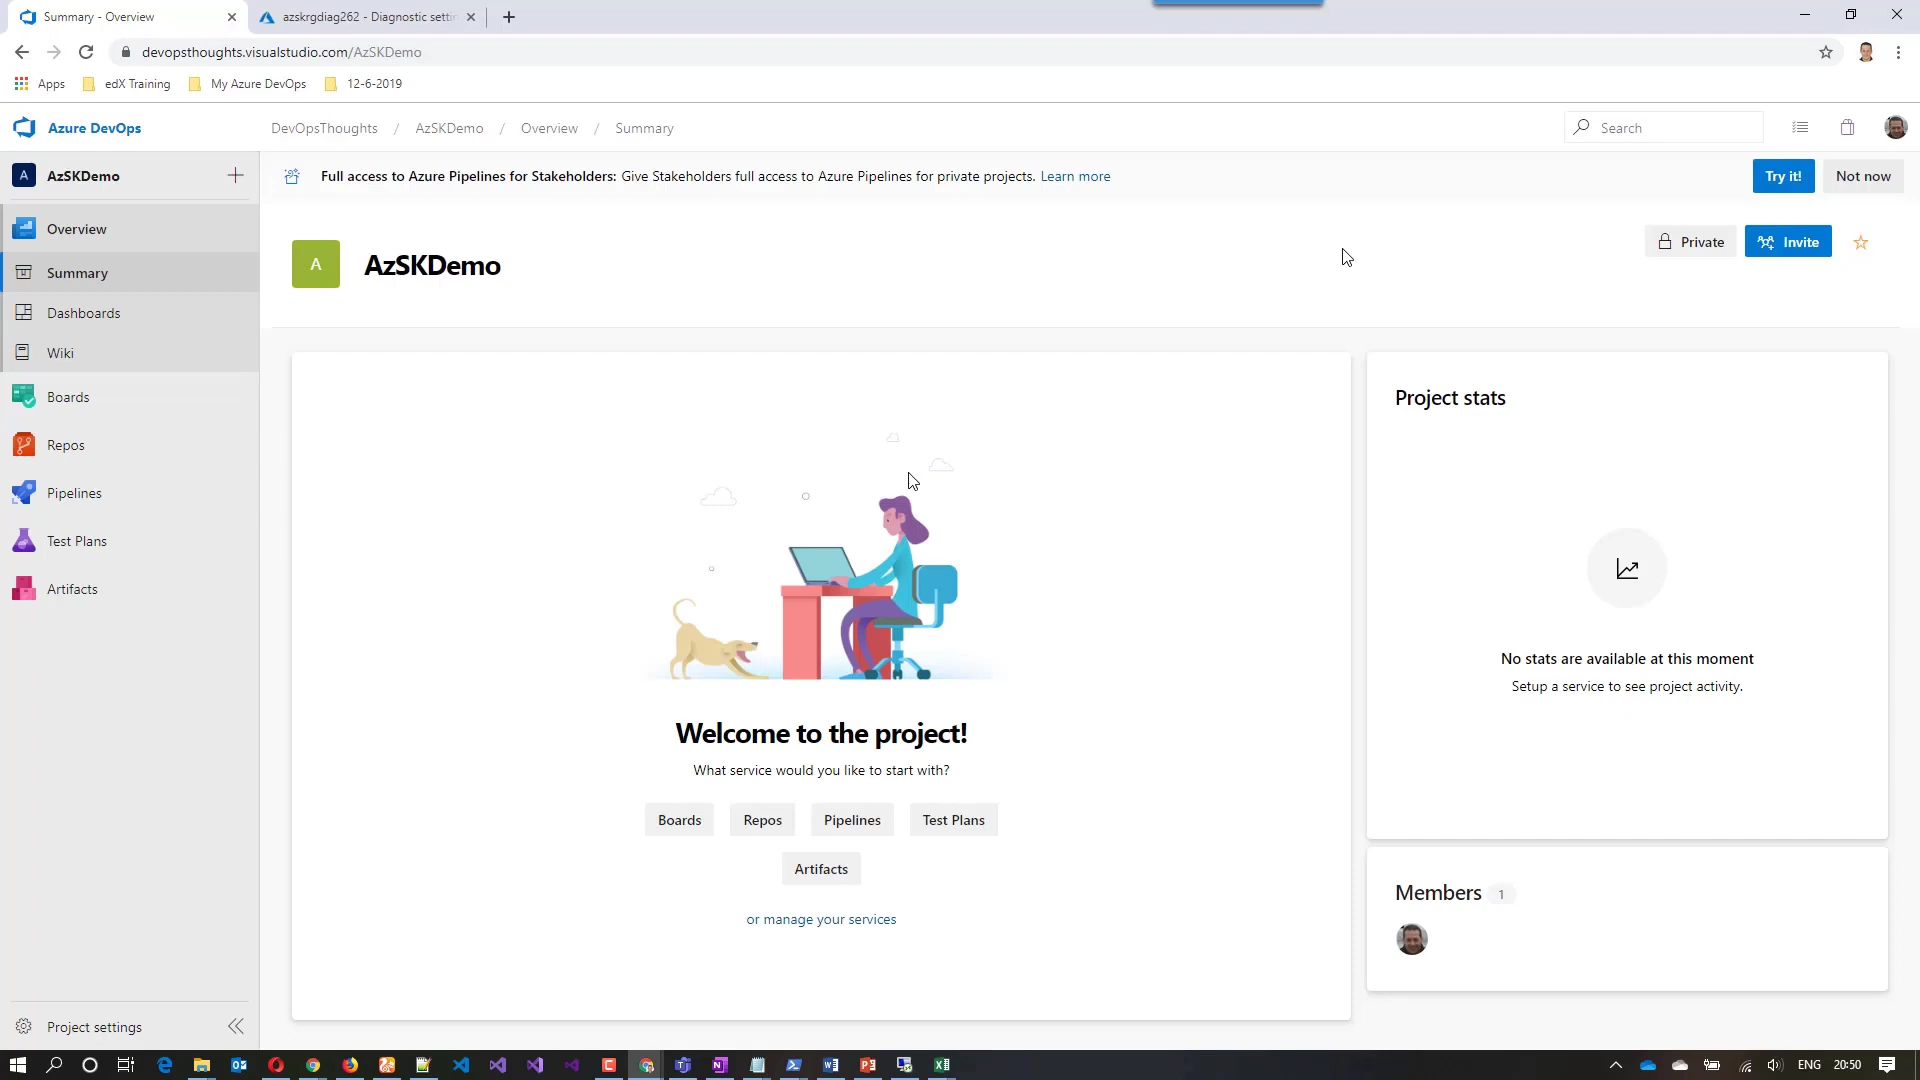 Summary - Overview
azskrgdiag262 - Diagnostic settin
devopsthoughts.visualstudio.com/AzSKDemo
Apps
edX Training
My Azure DevOps
12-6-2019
Azure DevOps
DevOpsThoughts / AzSKDemo / Overview / Summary
Search
A AzSKDemo
Full access to Azure Pipelines for Stakeholders: Give Stakeholders full access to Azure Pipelines for private projects. Learn more
Try it!
Not now
Overview
Summary
Dashboards
Wiki
Boards
Repos
Pipelines
Test Plans
Artifacts
Project settings
A
AzSKDemo
Private
Invite
Welcome to the project!
What service would you like to start with?
Boards
Repos
Pipelines
Test Plans
Artifacts
or manage your services
Project stats
No stats are available at this moment
Setup a service to see project activity.
Members 1
ENG
20:50